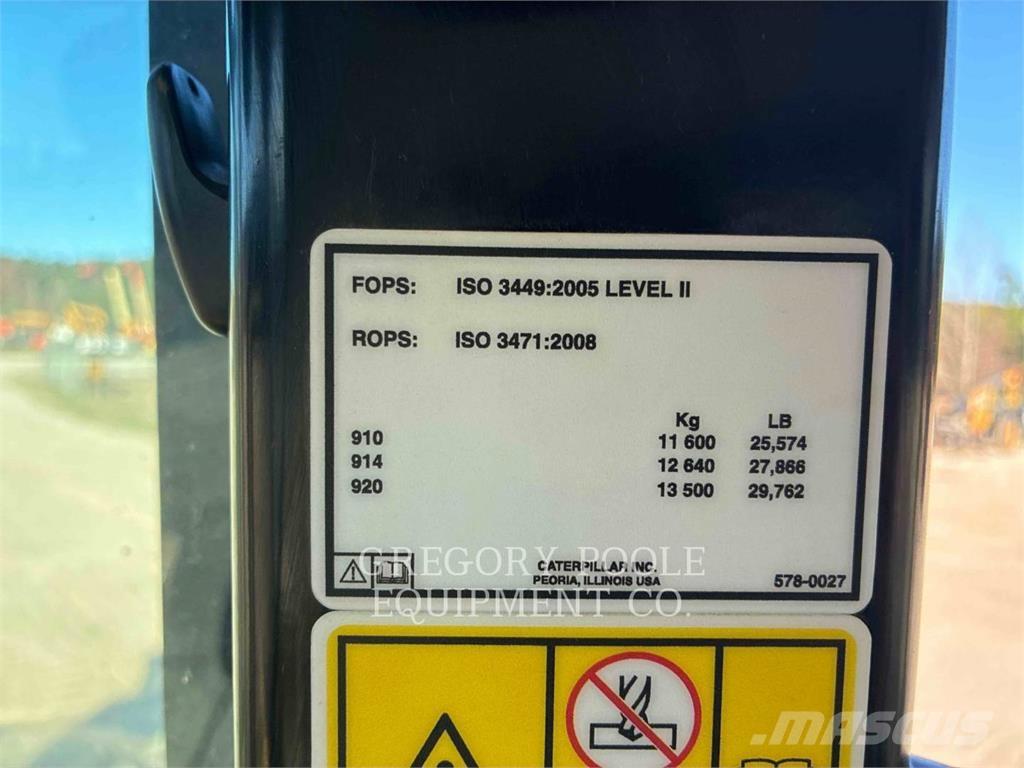 FOPS: ISO 3449:2005 LEVEL II
ROPS: ISO 3471:2008
Kg LB
910 11 600 25,574
914 12 640 27,866
920 13 500 29,762
GREGORY POOLE
EQUIPMENT CO.
CATERPILLAR INC.
PEORIA, ILLINOIS USA
578-0027
MASCUS